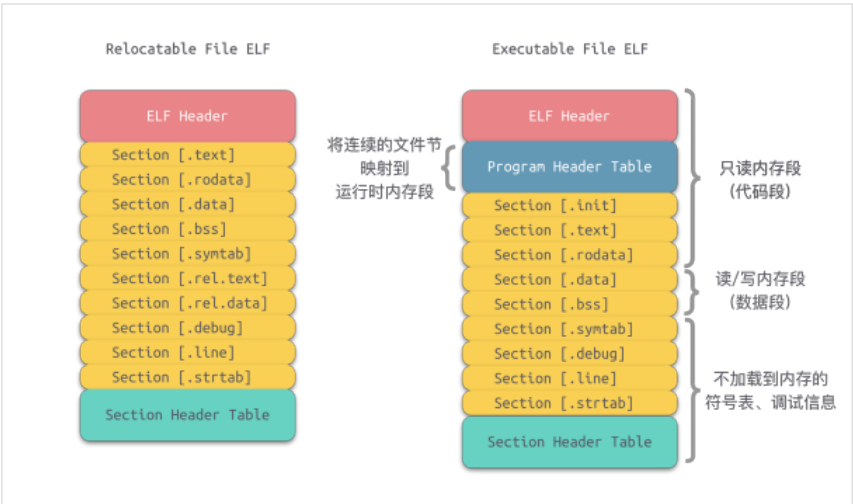 Relocatable File ELF
ELF Header
Section [.text]
Section [.rodata]
Section [.data]
Section [.bss]
Section [.symtab]
Section [.rel.text]
Section [.rel.data]
Section [.debug]
Section [.line]
Section [.strtab]
Section Header Table
Executable File ELF
ELF Header
将连续的文件节
映射到
运行时内存段
Program Header Table
Section [.init]
Section [.text]
Section [.rodata]
Section [.data]
Section [.bss]
Section [.symtab]
Section [.debug]
Section [.line]
Section [.strtab]
Section Header Table
只读内存段
(代码段)
读/写内存段
(数据段)
不加载到内存的
符号表、调试信息